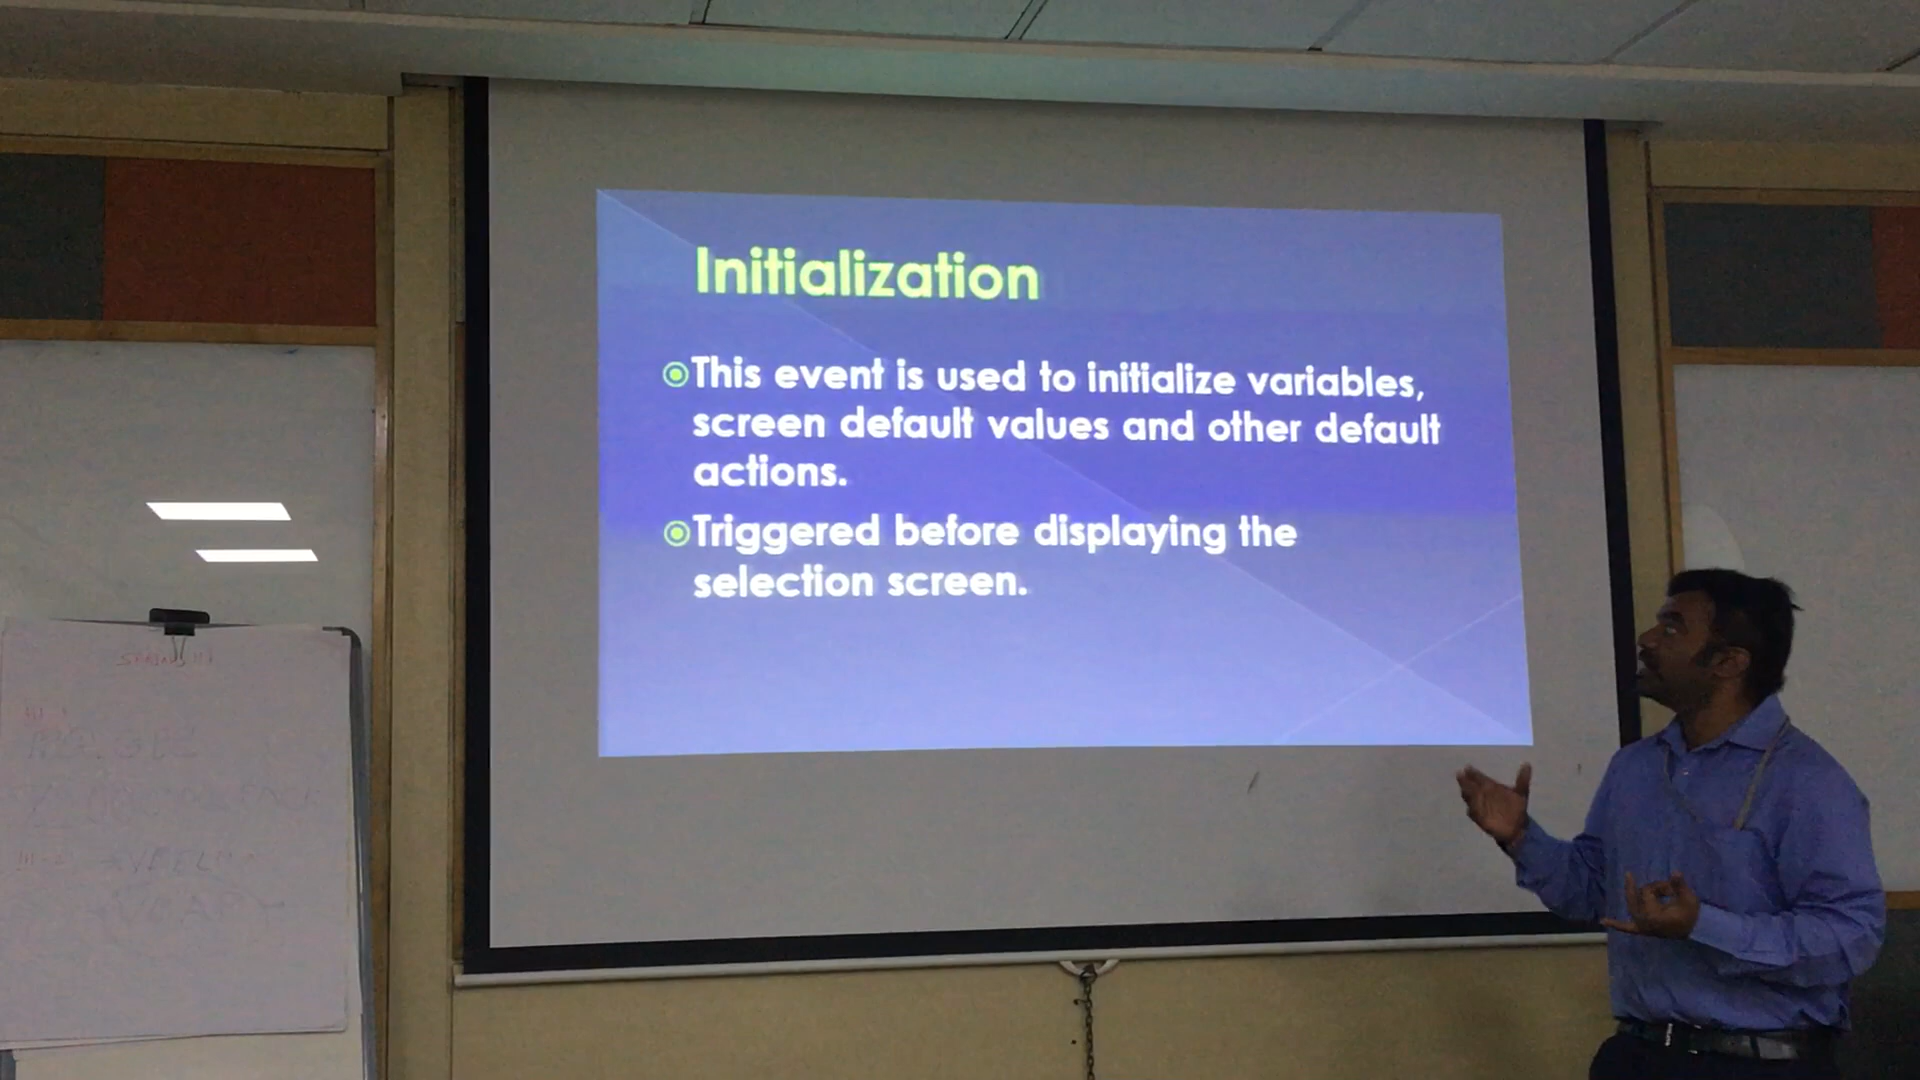 Initialization
This event is used to initialize variables,
screen default values and other default
actions.
Triggered before displaying the
selection screen.